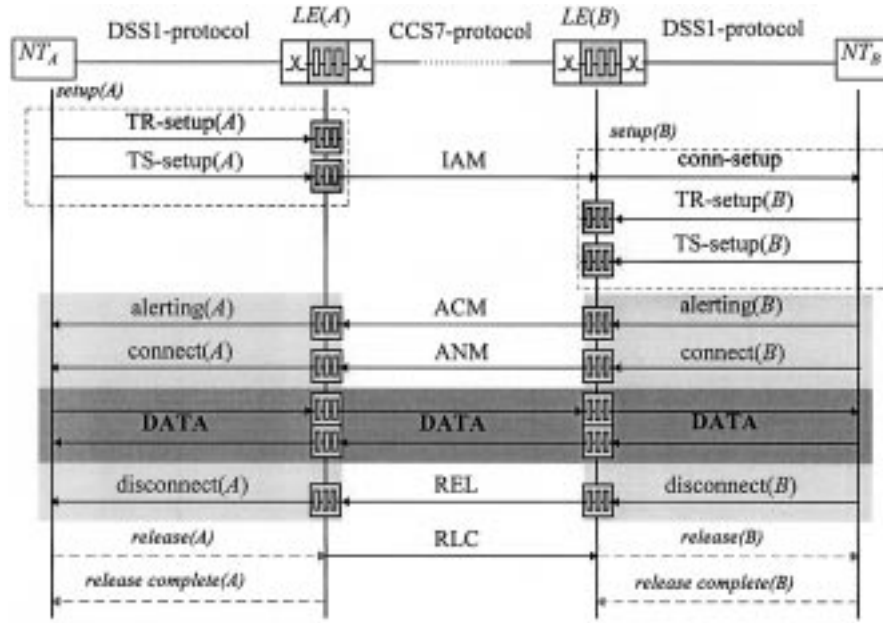 LE(A) LE(B)
DSS1-protocol CCS7-protocol DSS1-protocol
NT_A NT_B
setup(A)
TR-setup(A) setup(B)
TS-setup(A) IAM conn-setup
TR-setup(B)
TS-setup(B)
alerting(A) ACM alerting(B)
connect(A) ANM connect(B)
DATA DATA DATA
disconnect(A) REL disconnect(B)
release(A) RLC release(B)
release complete(A) release complete(B)